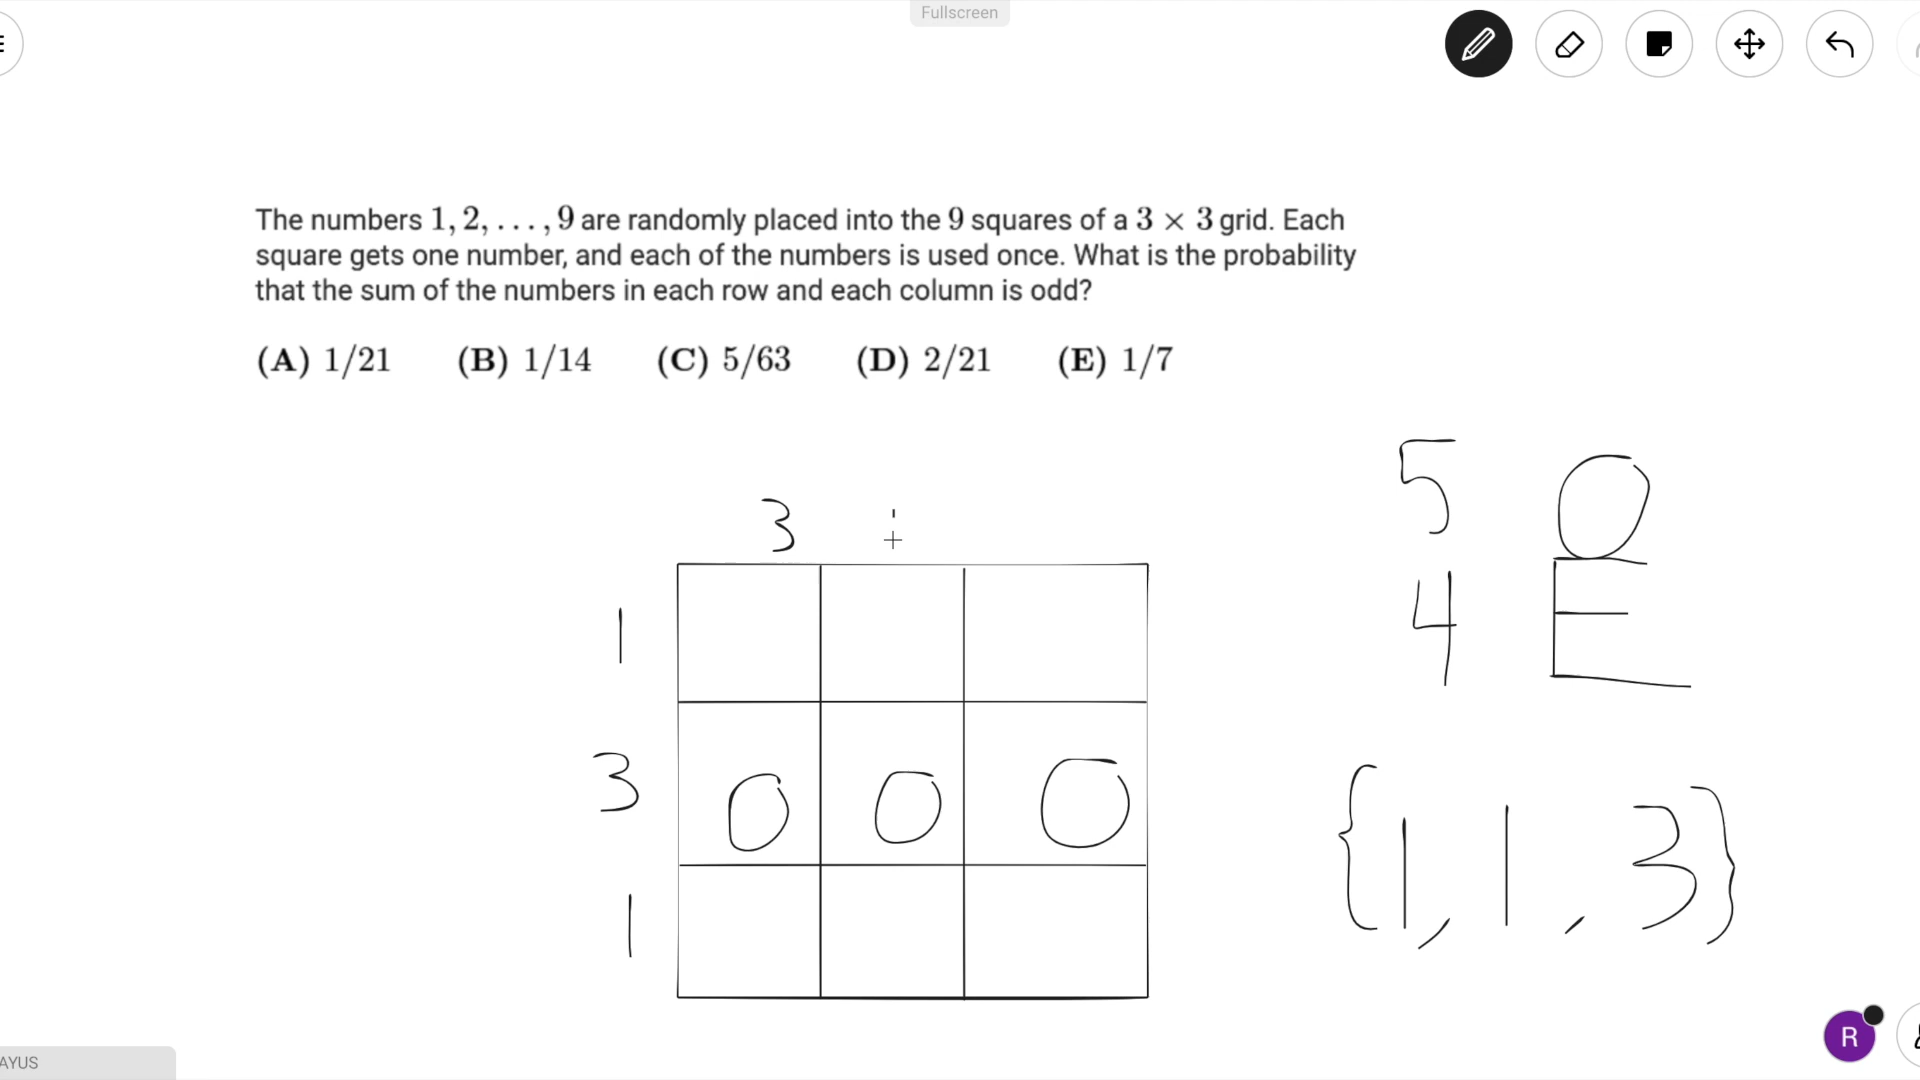 Fullscreen
The numbers 1, 2, . . . , 9 are randomly placed into the 9 squares of a 3 × 3 grid. Each
square gets one number, and each of the numbers is used once. What is the probability
that the sum of the numbers in each row and each column is odd?
(A) 1/21 (B) 1/14 (C) 5/63 (D) 2/21 (E) 1/7
5 O
4 E
3
1
3 O O O
1
{1, 1, 3}
R
AYUS